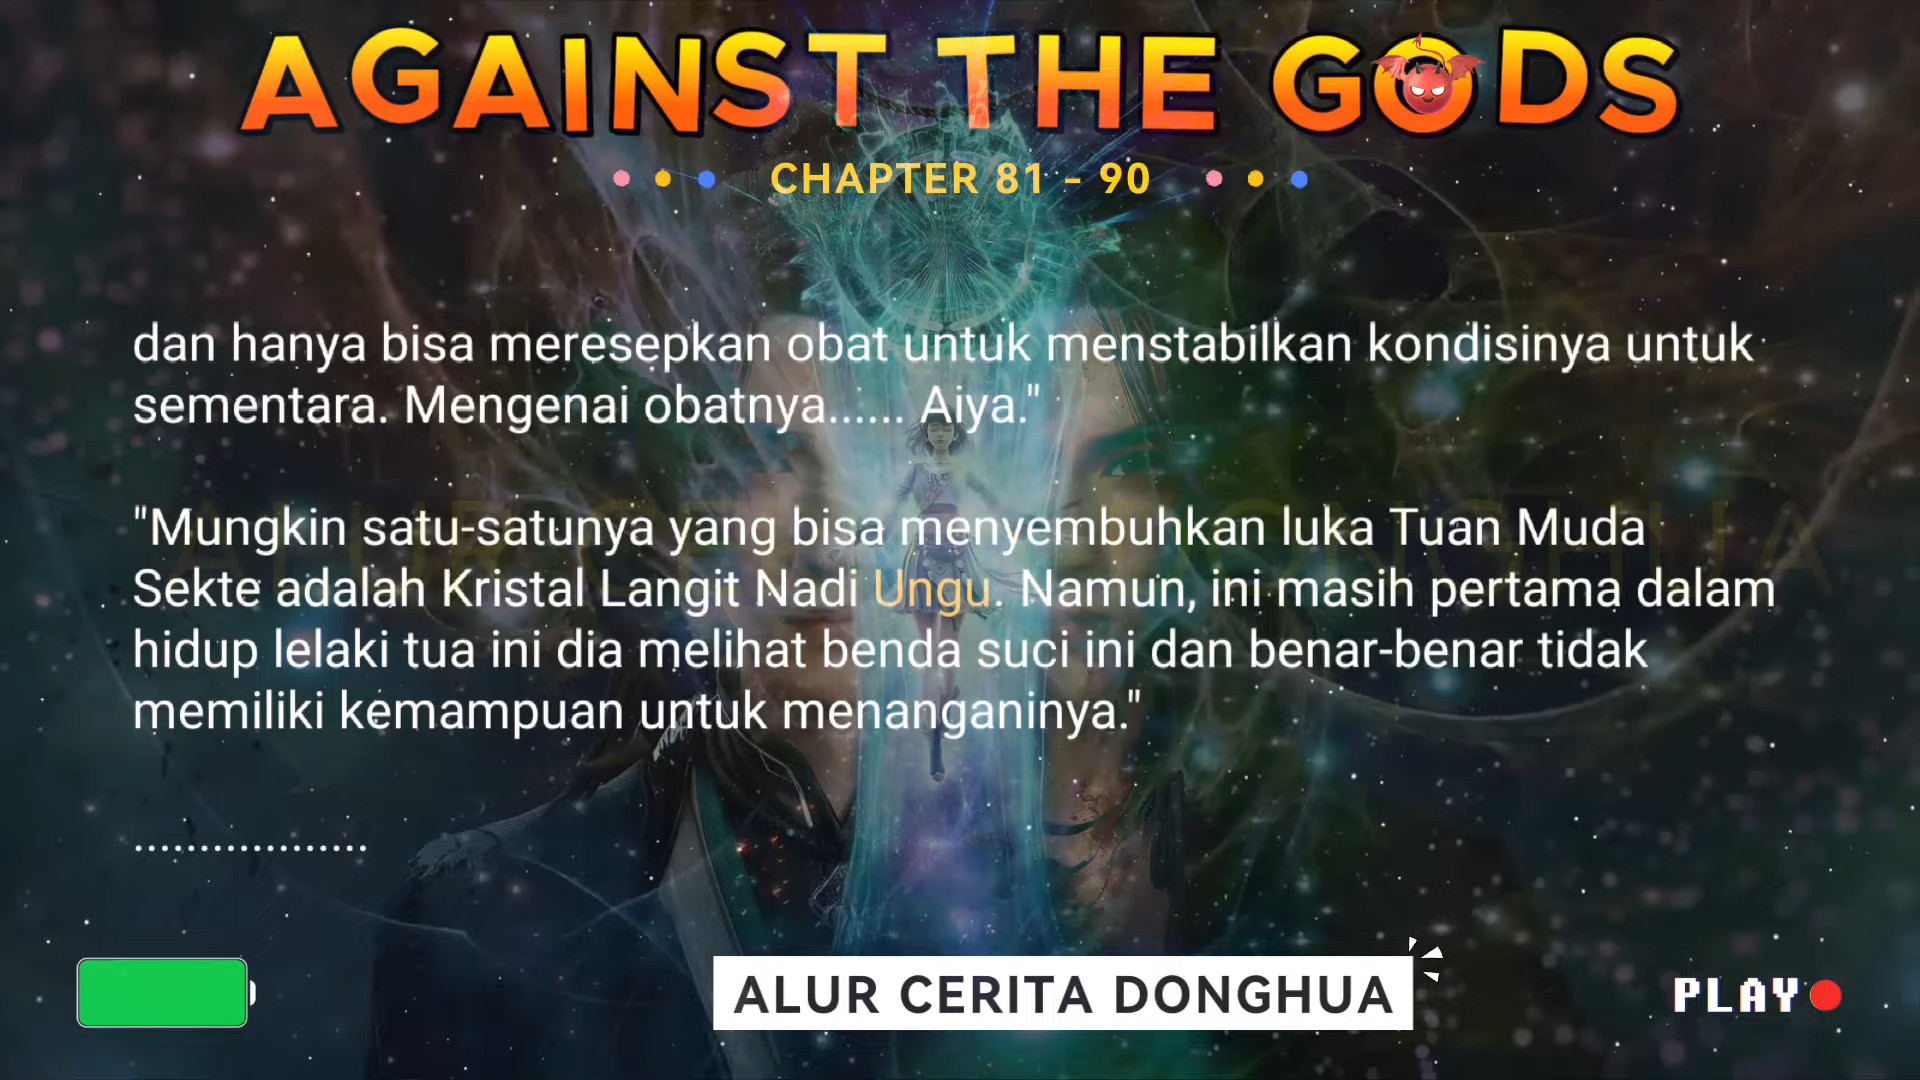 AGAINST THE GODS
CHAPTER 81 - 90
dan hanya bisa meresepkan obat untuk menstabilkan kondisinya untuk
sementara. Mengenai obatnya...... Aiya."
"Mungkin satu-satunya yang bisa menyembuhkan luka Tuan Muda
Sekte adalah Kristal Langit Nadi Ungu. Namun, ini masih pertama dalam
hidup lelaki tua ini dia melihat benda suci ini dan benar-benar tidak
memiliki kemampuan untuk menanganinya."
..................
ALUR CERITA DONGHUA
PLAY